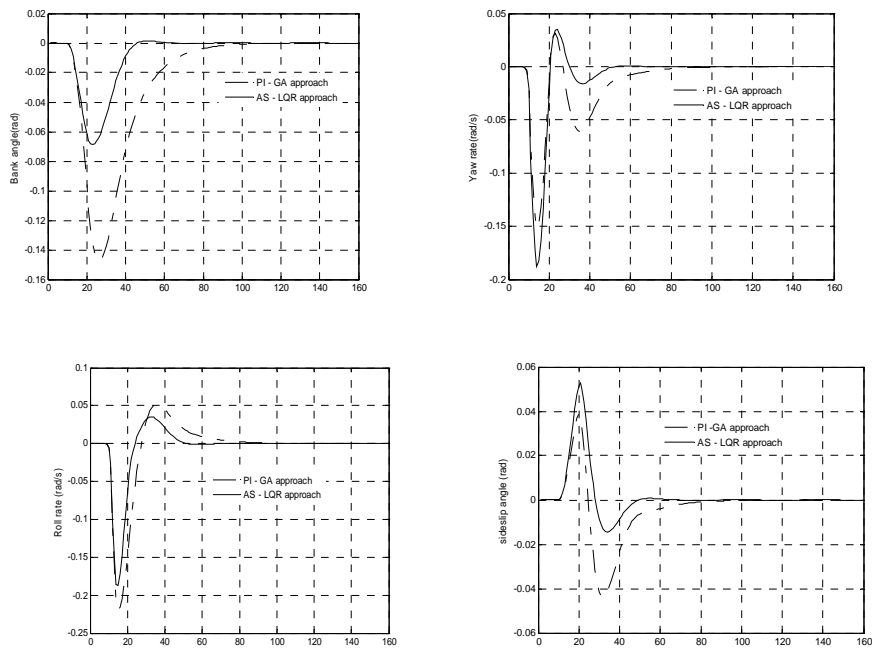 0.02
0
-0.02
-0.04
-0.06
-0.08
-0.1
-0.12
-0.14
-0.16
0 20 40 60 80 100 120 140 160
Bank angle(rad)
PI - GA approach
AS - LQR approach
0.05
0
-0.05
-0.1
-0.15
-0.2
0 20 40 60 80 100 120 140 160
Yaw rate(rad/s)
PI - GA approach
AS - LQR approach
0.1
0.05
0
-0.05
-0.1
-0.15
-0.2
-0.25
0 20 40 60 80 100 120 140 160
Roll rate (rad/s)
PI - GA approach
AS - LQR approach
0.06
0.04
0.02
0
-0.02
-0.04
-0.06
0 20 40 60 80 100 120 140 160
sideslip angle (rad)
PI -GA approach
AS - LQR approach